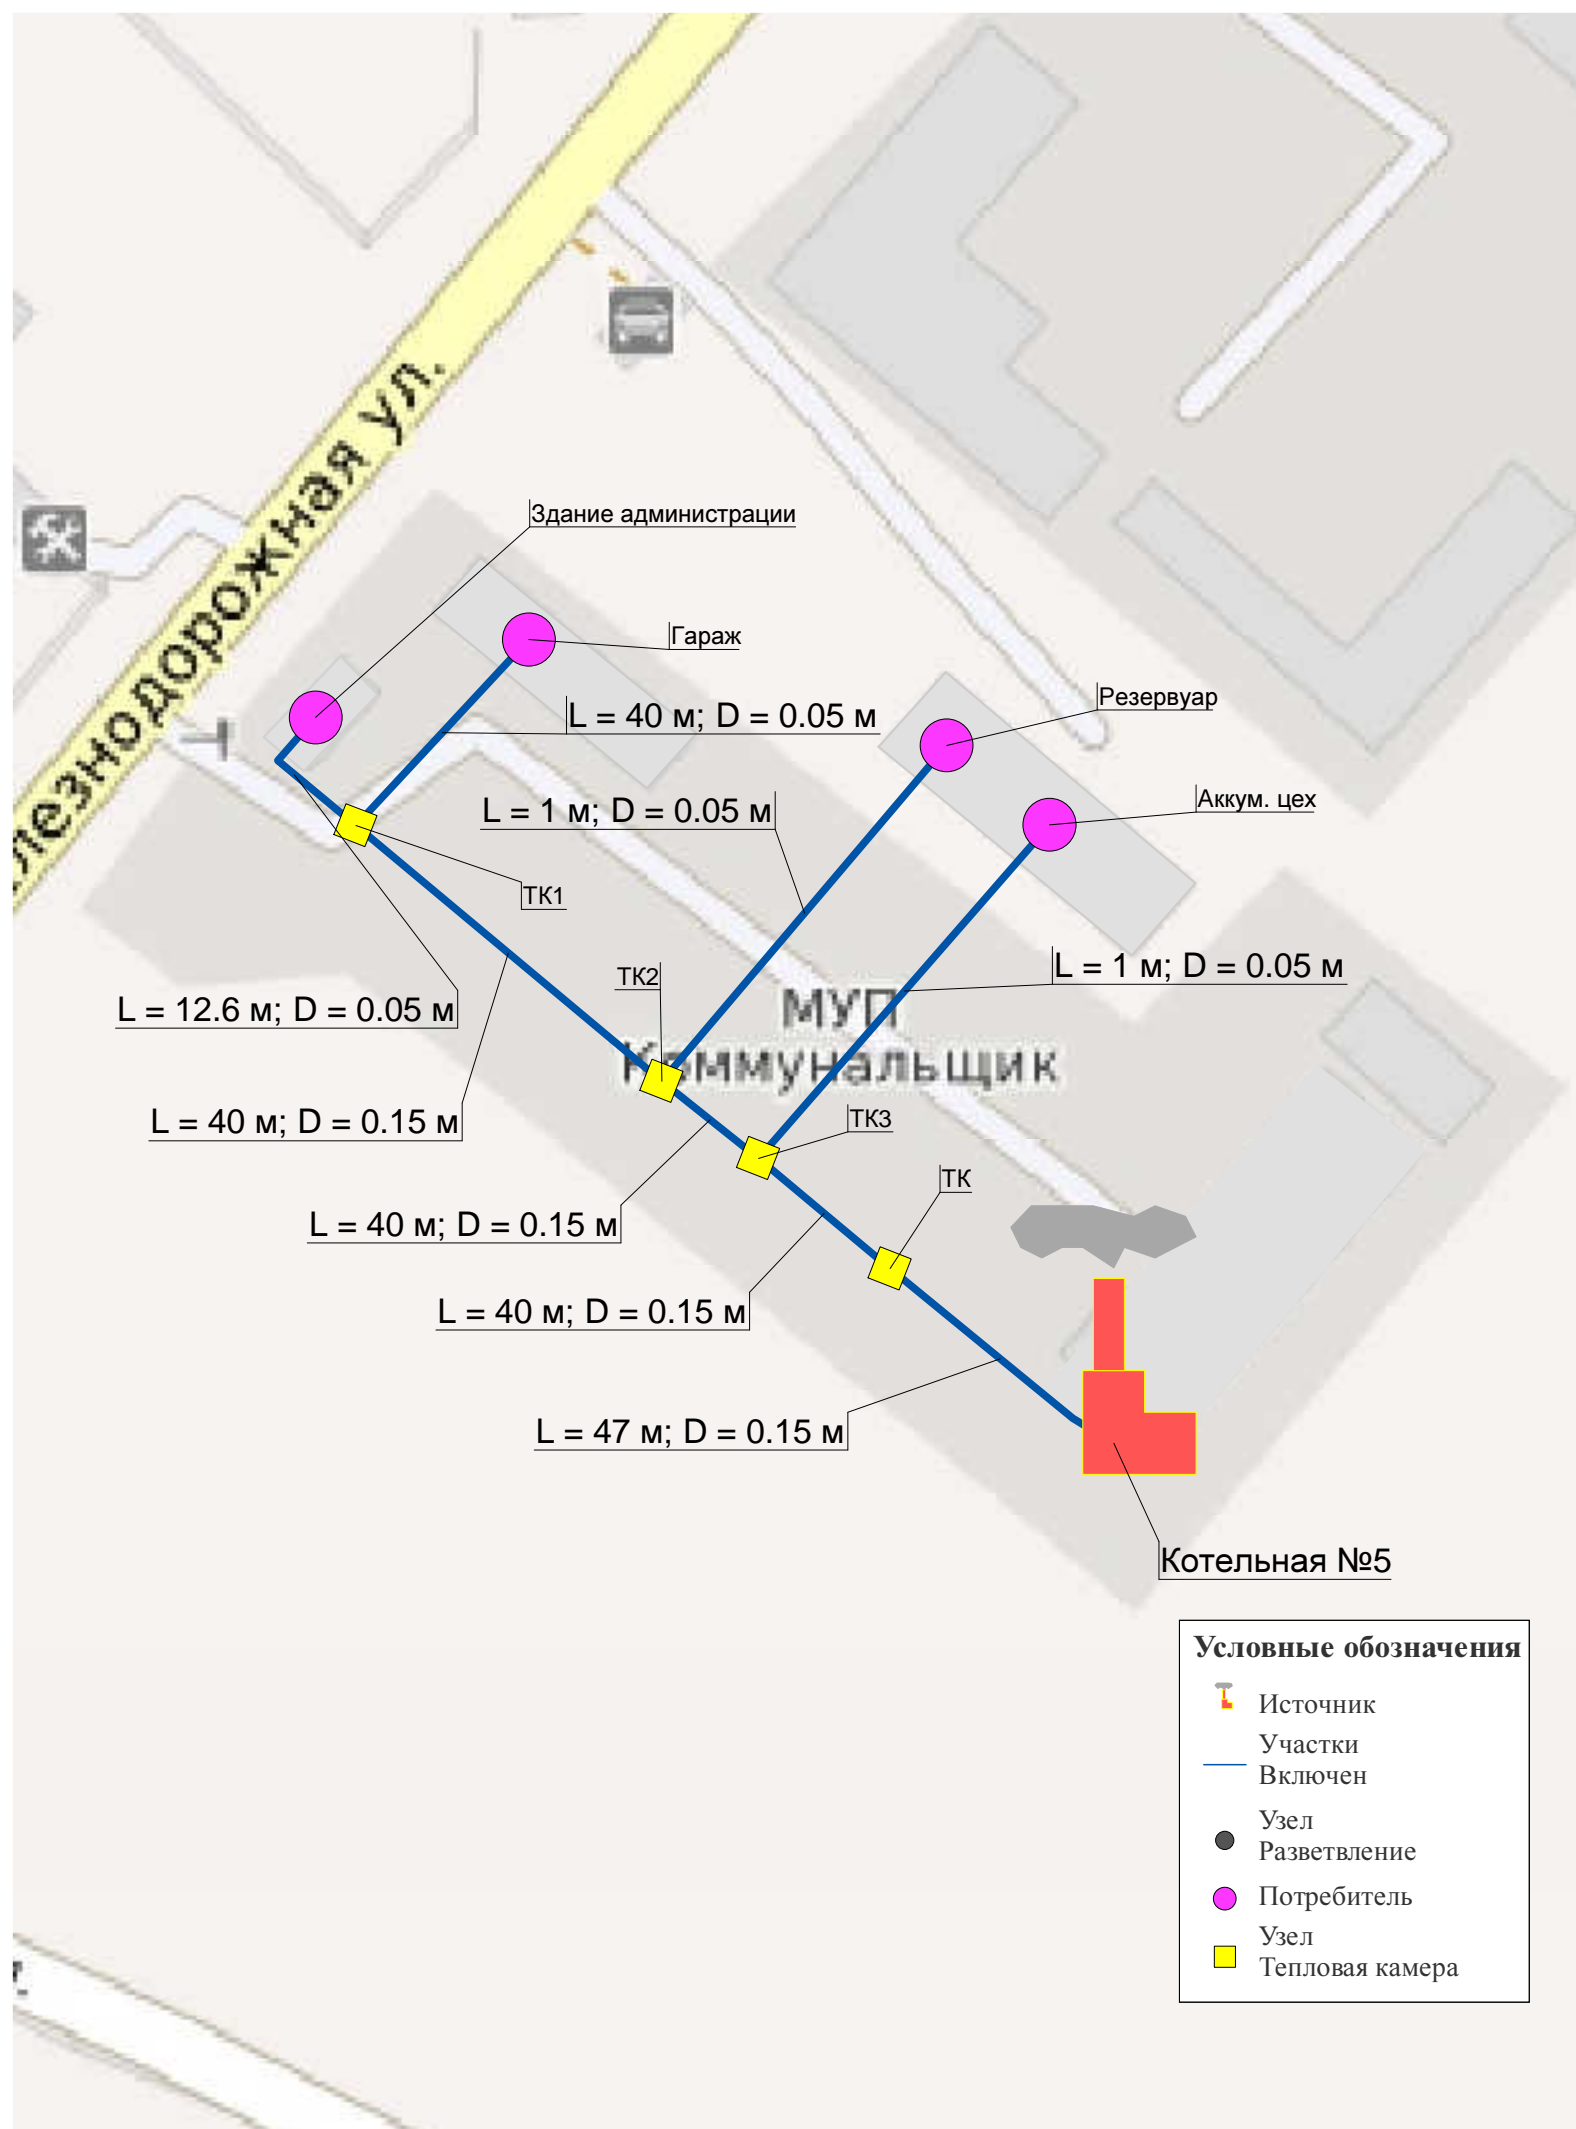 лезнодорожная ул.
Здание администрации
Гараж
L = 40 м; D = 0.05 м
Резервуар
L = 1 м; D = 0.05 м
Аккум. цех
ТК1
L = 1 м; D = 0.05 м
ТК2
L = 12.6 м; D = 0.05 м
МУП
Коммунальщик
L = 40 м; D = 0.15 м
ТК3
ТК
L = 40 м; D = 0.15 м
L = 40 м; D = 0.15 м
L = 47 м; D = 0.15 м
Котельная №5
Условные обозначения
Источник
Участки
Включен
Узел
Разветвление
Потребитель
Узел
Тепловая камера